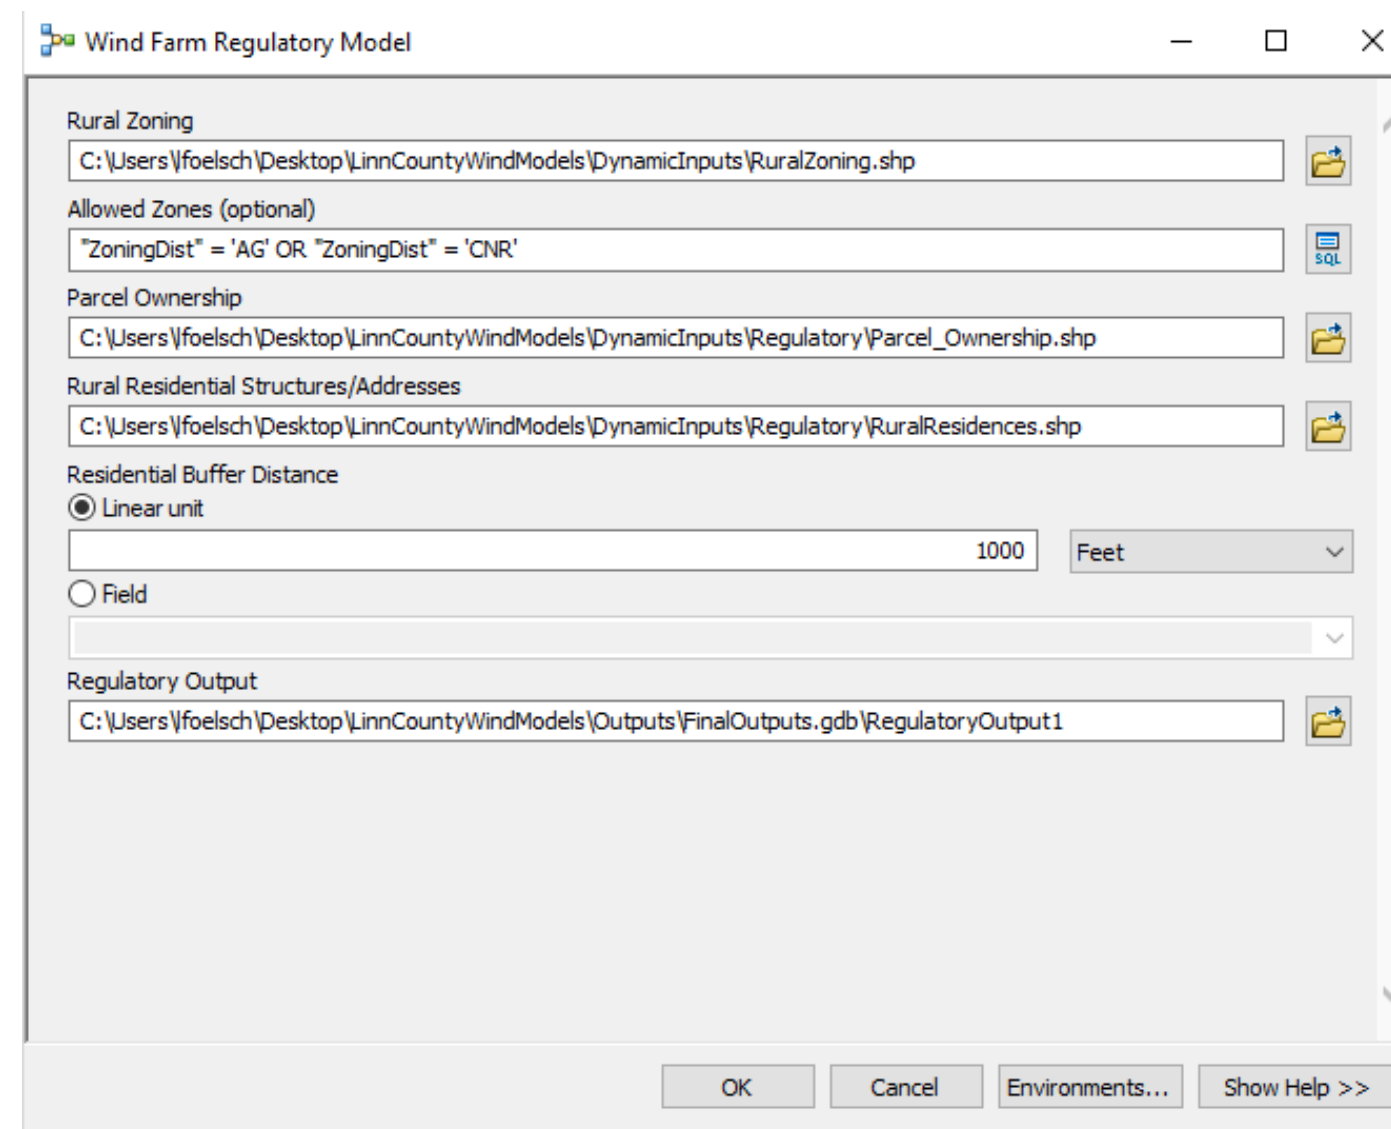 Wind Farm Regulatory Model
Rural Zoning
C:\Users\lfoelsch\Desktop\LinnCountyWindModels\DynamicInputs\RuralZoning.shp
Allowed Zones (optional)
"ZoningDist" = 'AG' OR "ZoningDist" = 'CNR'
SQL
Parcel Ownership
C:\Users\lfoelsch\Desktop\LinnCountyWindModels\DynamicInputs\Regulatory\Parcel_Ownership.shp
Rural Residential Structures/Addresses
C:\Users\lfoelsch\Desktop\LinnCountyWindModels\DynamicInputs\Regulatory\RuralResidences.shp
Residential Buffer Distance
Linear unit
1000 Feet
Field
Regulatory Output
C:\Users\lfoelsch\Desktop\LinnCountyWindModels\Outputs\FinalOutputs.gdb\RegulatoryOutput1
OK Cancel Environments... Show Help >>